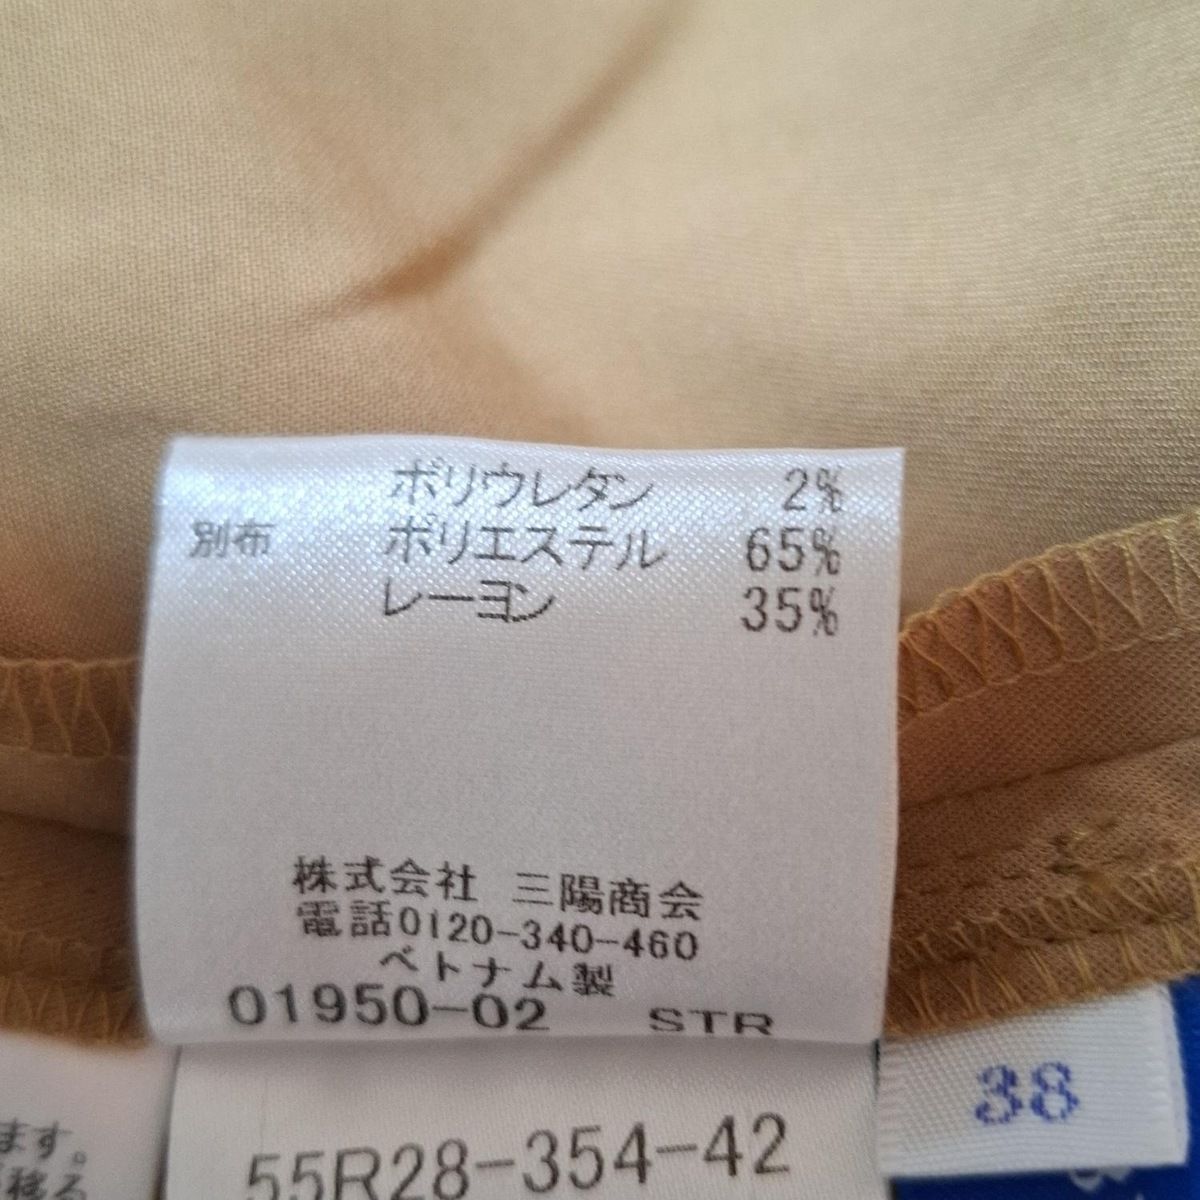 ポリウレタン 2%
別布 ポリエステル 65%
レーヨン 35%
株式会社 三陽商会
電話0120-340-460
ベトナム製
01950-02 STR
38
55R28-354-42
ます。
移る